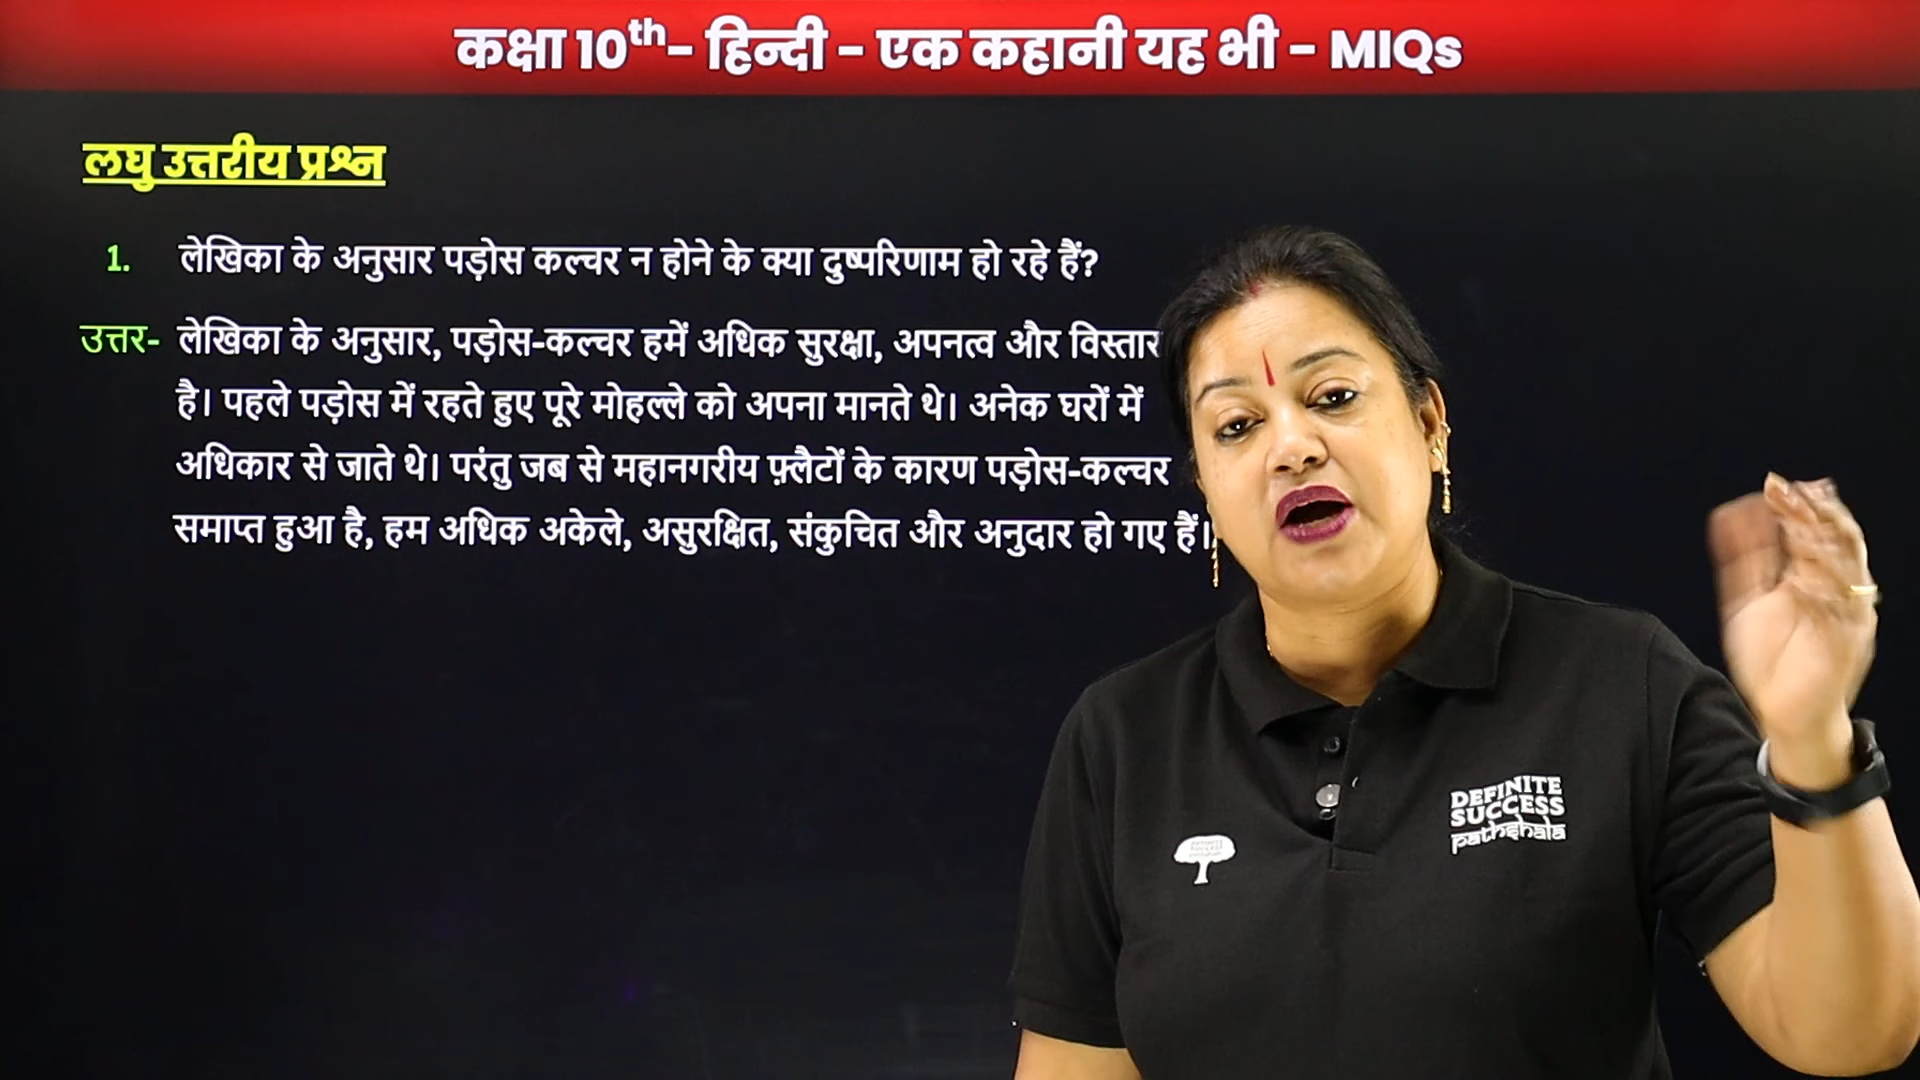 कक्षा 10th- हिन्दी - एक कहानी यह भी - MIQs
लघु उत्तरीय प्रश्न
1. लेखिका के अनुसार पड़ोस कल्चर न होने के क्या दुष्परिणाम हो रहे हैं?
उत्तर- लेखिका के अनुसार, पड़ोस-कल्चर हमें अधिक सुरक्षा, अपनत्व और विस्तार
है। पहले पड़ोस में रहते हुए पूरे मोहल्ले को अपना मानते थे। अनेक घरों में
अधिकार से जाते थे। परंतु जब से महानगरीय फ़्लैटों के कारण पड़ोस-कल्चर
समाप्त हुआ है, हम अधिक अकेले, असुरक्षित, संकुचित और अनुदार हो गए हैं।
DEFINITE
SUCCESS
pathshala